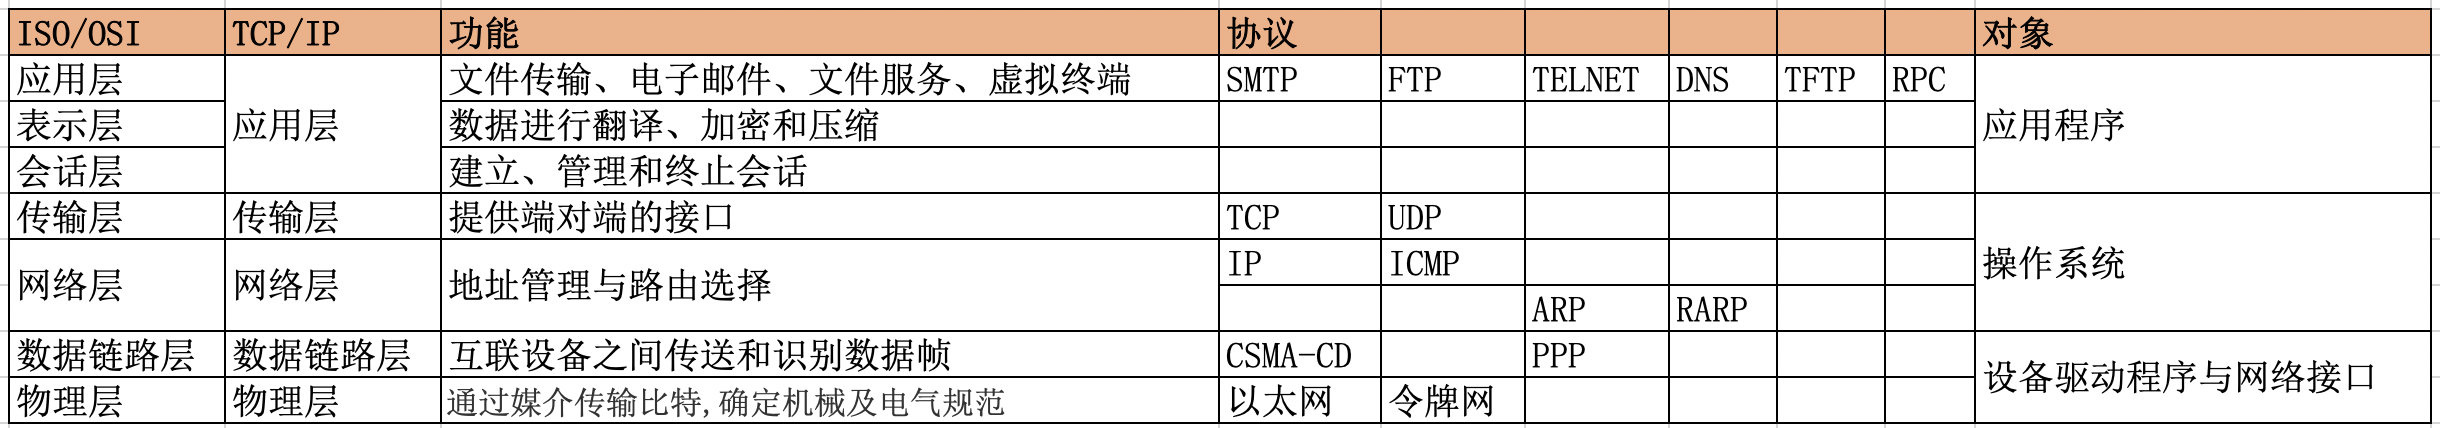 ISO/OSI TCP/IP 功能 协议 对象
应用层 文件传输、电子邮件、文件服务、虚拟终端 SMTP FTP TELNET DNS TFTP RPC
表示层 应用层 数据进行翻译、加密和压缩 应用程序
会话层 建立、管理和终止会话
传输层 传输层 提供端对端的接口 TCP UDP
IP ICMP
网络层 网络层 地址管理与路由选择 操作系统
ARP RARP
数据链路层 数据链路层 互联设备之间传送和识别数据帧 CSMA-CD PPP
设备驱动程序与网络接口
物理层 物理层 通过媒介传输比特,确定机械及电气规范 以太网 令牌网